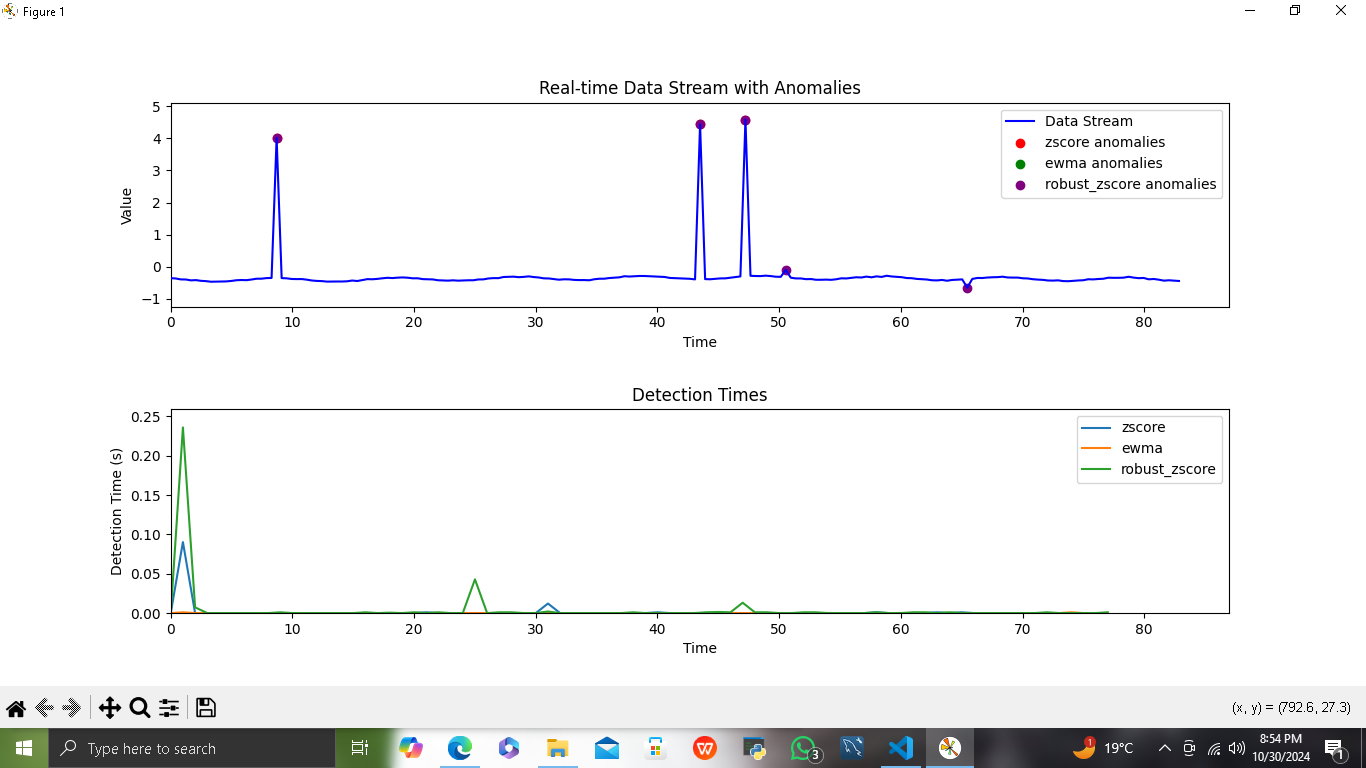 Figure 1
Real-time Data Stream with Anomalies
5
4
3
2
1
0
−1
Value
Data Stream
zscore anomalies
ewma anomalies
robust_zscore anomalies
0 10 20 30 40 50 60 70 80
Time
Detection Times
0.25
0.20
0.15
0.10
0.05
0.00
Detection Time (s)
zscore
ewma
robust_zscore
0 10 20 30 40 50 60 70 80
Time
(x, y) = (792.6, 27.3)
Type here to search
W
3
1
19°C
8:54 PM
10/30/2024
1